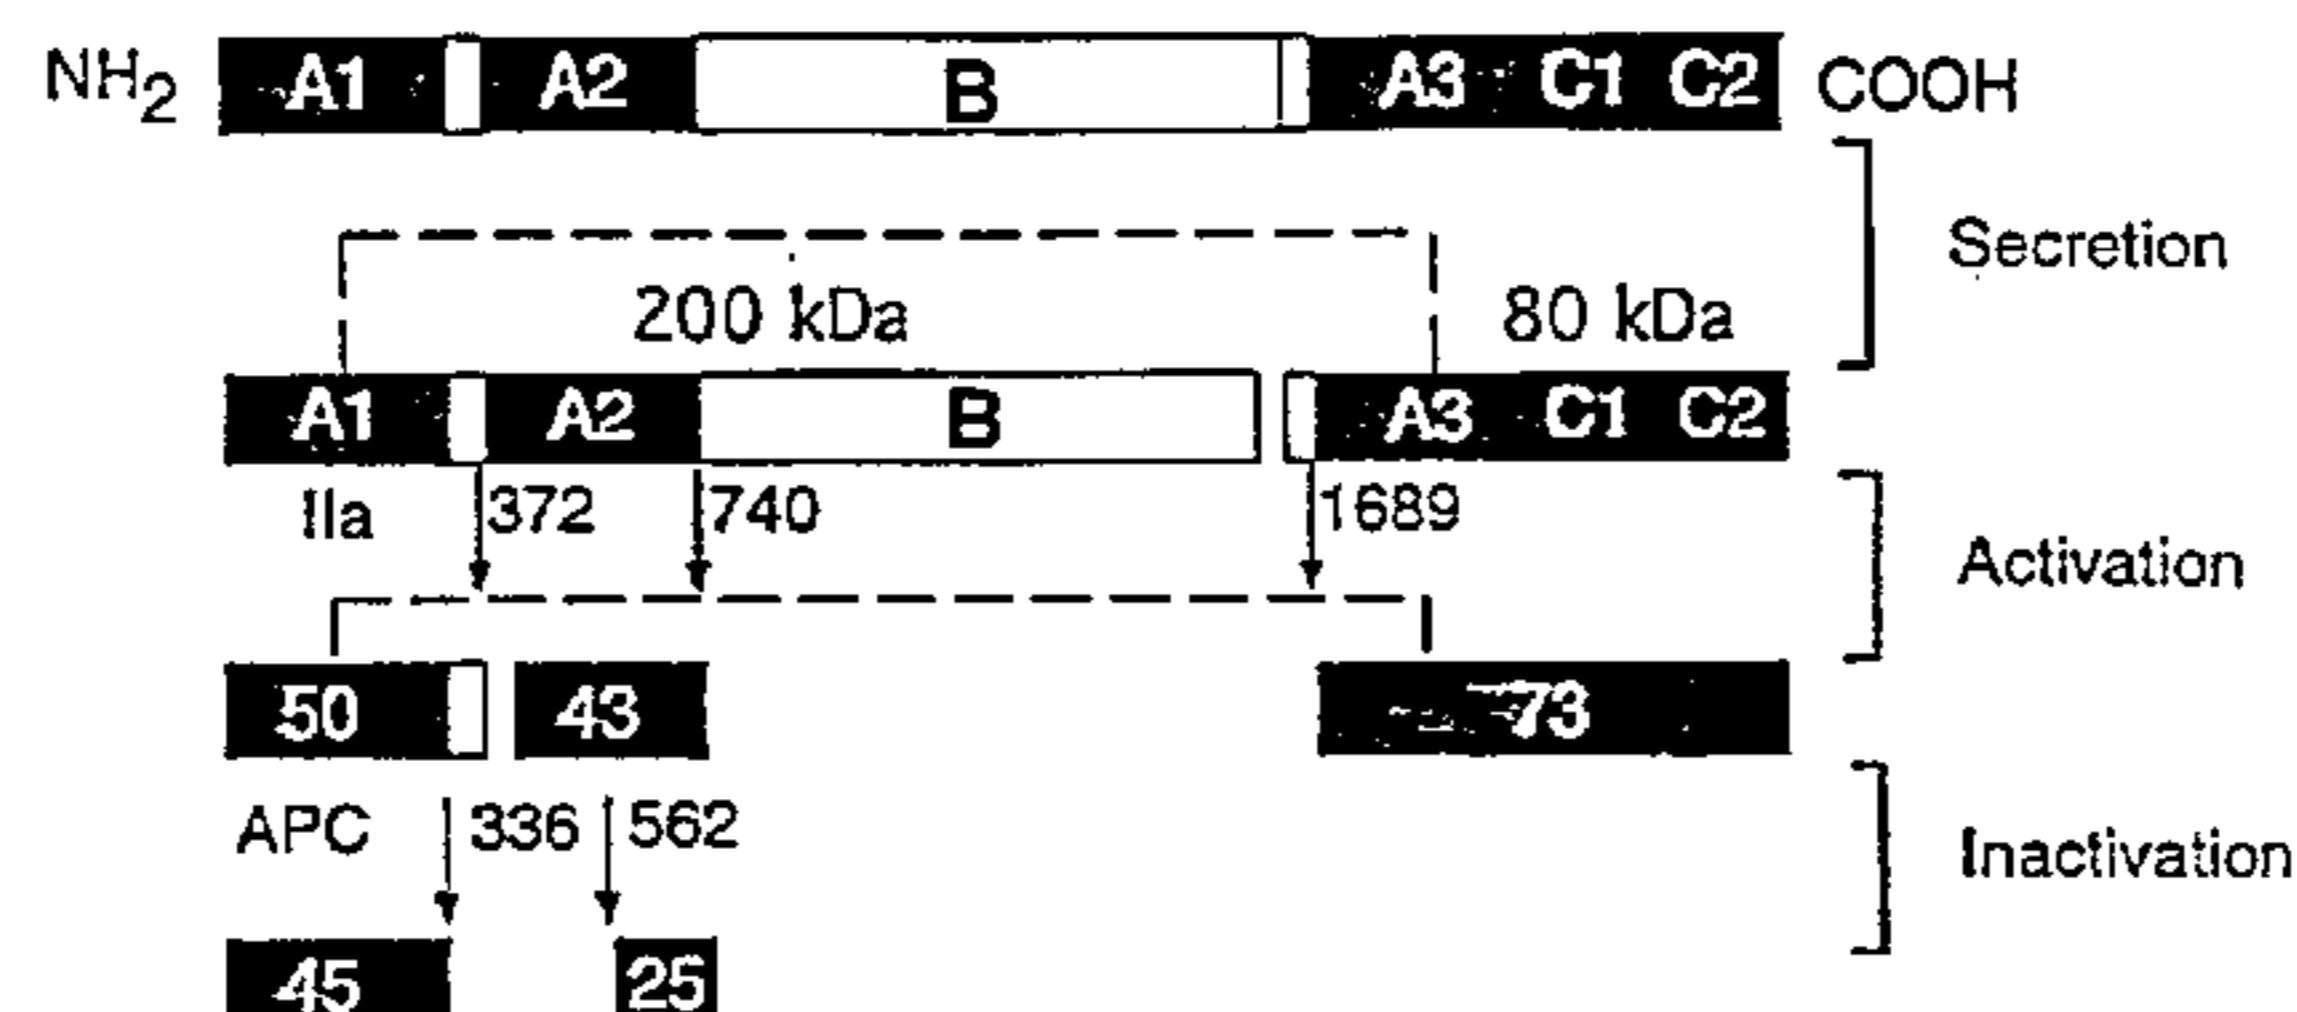 NH2 A1 A2 B A3 C1 C2 COOH
Secretion
200 kDa 80 kDa
A1 A2 B A3 C1 C2
IIa 372 740 1689
Activation
50 43 73
APC 336 562
Inactivation
45 25